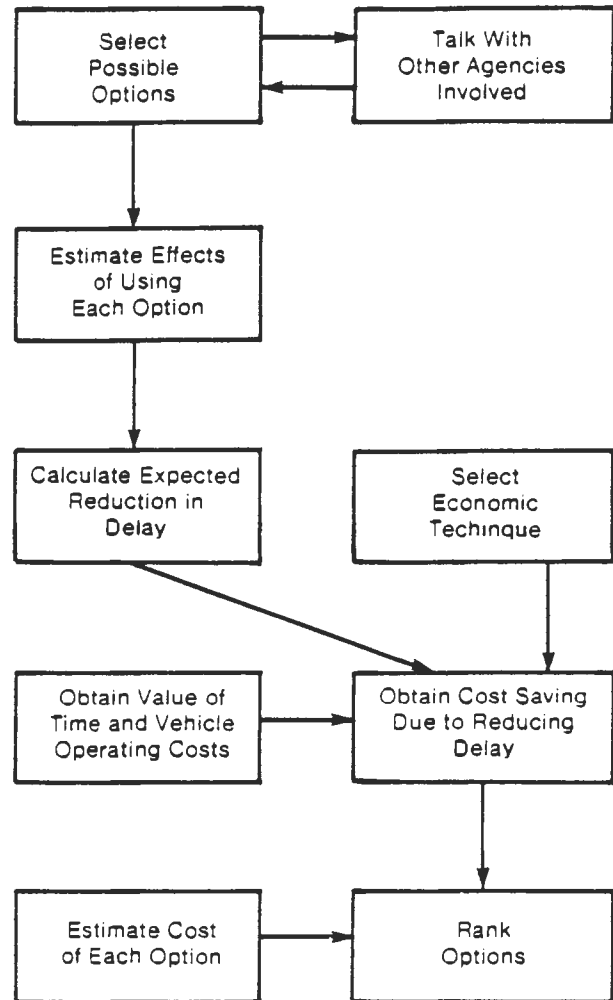 Select
Possible
Options
Talk With
Other Agencies
Involved
Estimate Effects
of Using
Each Option
Calculate Expected
Reduction in
Delay
Select
Economic
Techinque
Obtain Value of
Time and Vehicle
Operating Costs
Obtain Cost Saving
Due to Reducing
Delay
Estimate Cost
of Each Option
Rank
Options